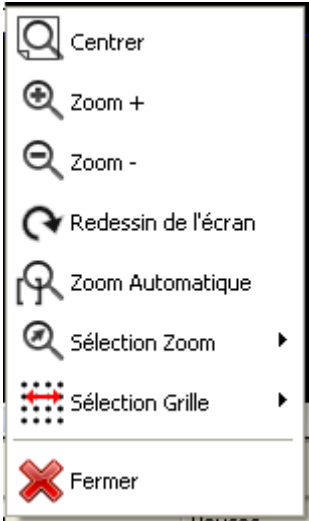 Centrer
Zoom +
Zoom -
Redessin de l'écran
Zoom Automatique
Sélection Zoom
Sélection Grille
Fermer